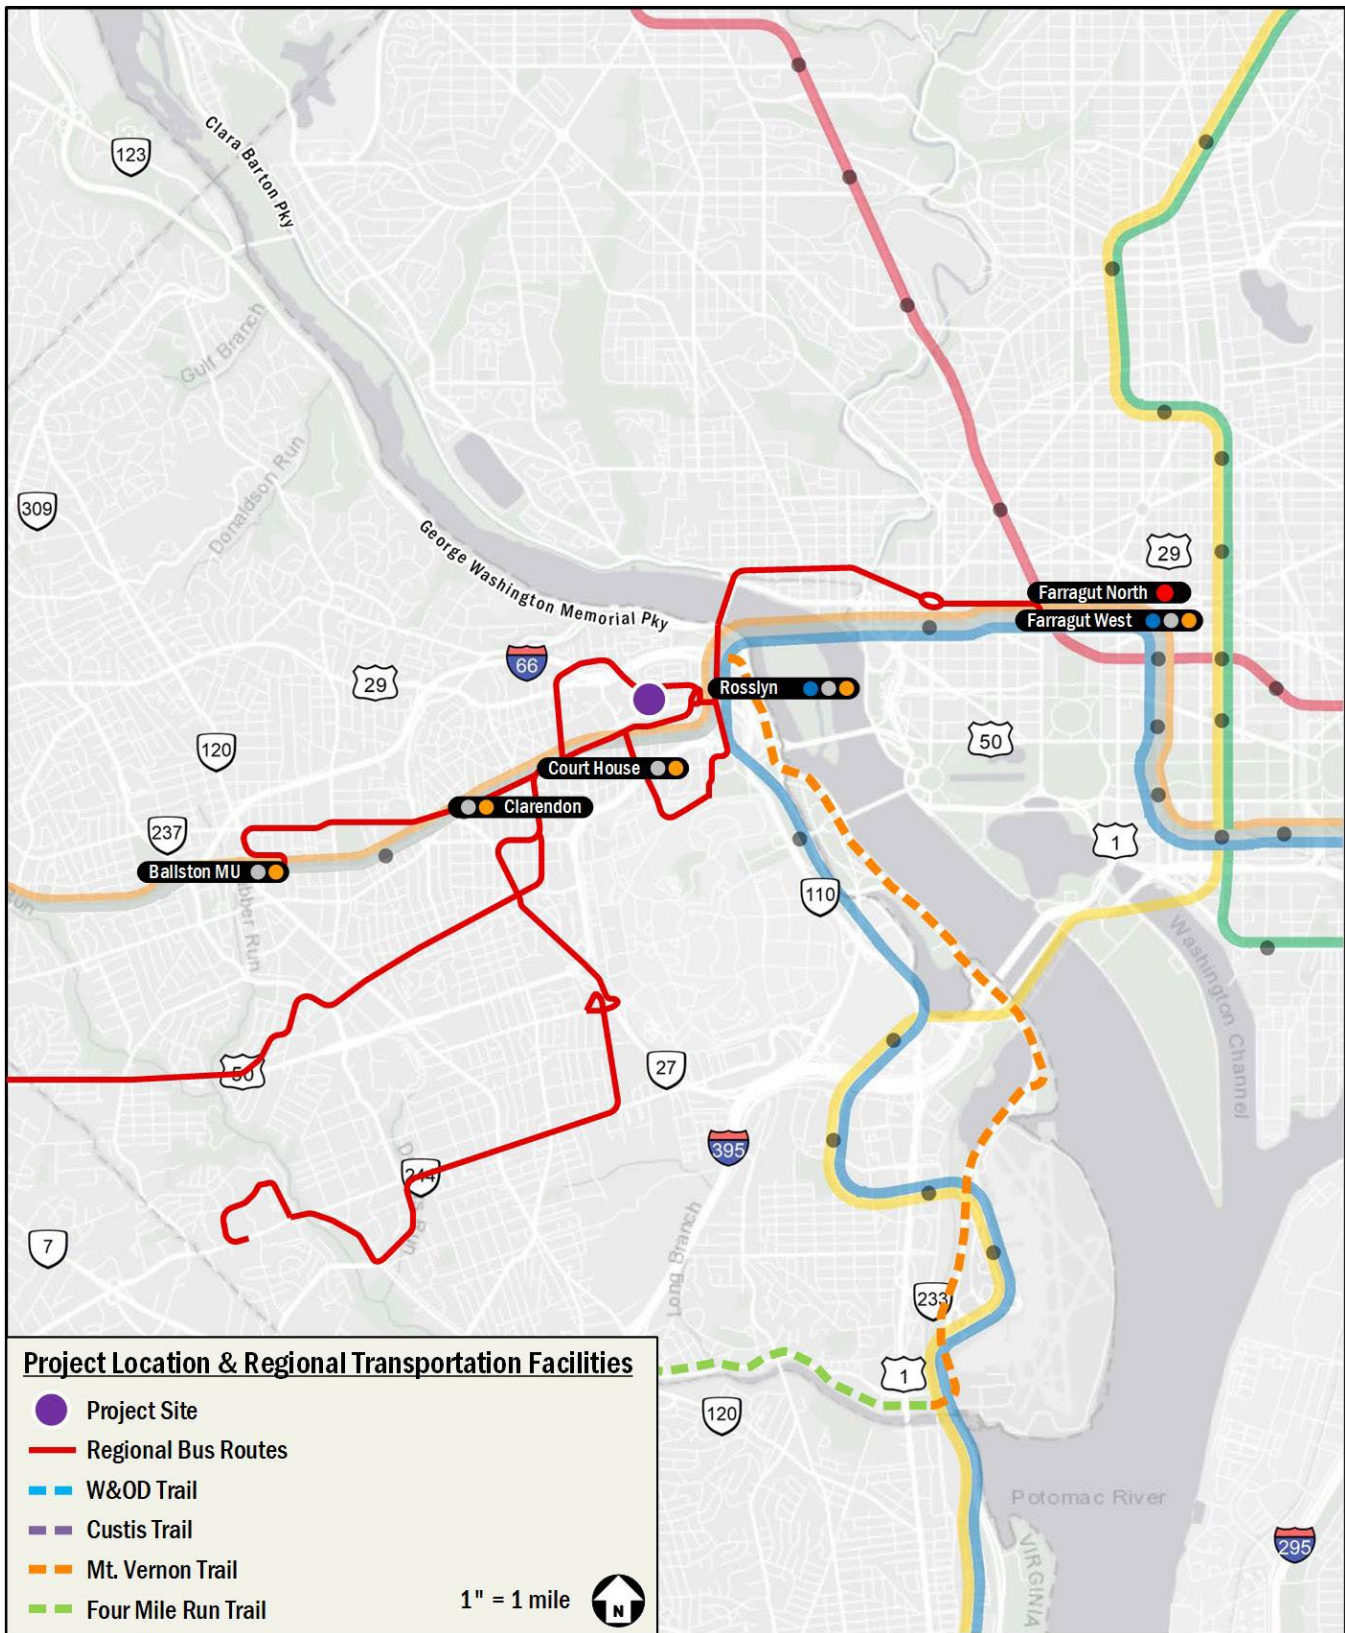 Clara Barton Pky
123
Gulf Branch
309
Donaldson Run
George Washington Memorial Pky
29
Farragut North
Farragut West
66
29
Rosslyn
50
120
Court House
Clarendon
237
1
Ballston MU
110
Washington Channel
50
27
395
244
7
Long Branch
233
1
120
Potomac River
VIRGINIA
295
Project Location & Regional Transportation Facilities
Project Site
Regional Bus Routes
W&OD Trail
Custis Trail
Mt. Vernon Trail
Four Mile Run Trail
1" = 1 mile
N